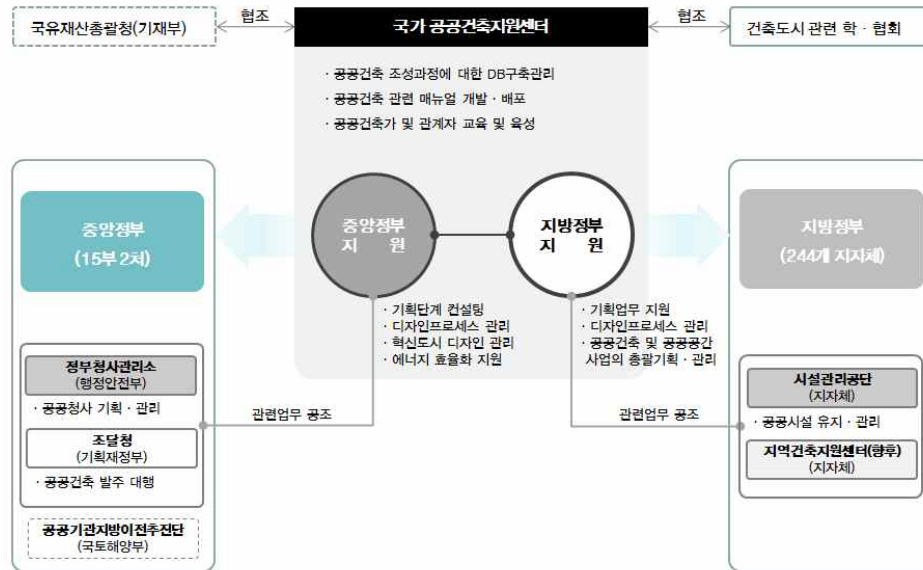 국유재산총괄청(기재부)
협조
국가 공공건축지원센터
협조
건축도시 관련 학 · 협회
· 공공건축 조성과정에 대한 DB구축관리
· 공공건축 관련 매뉴얼 개발 · 배포
· 공공건축가 및 관계자 교육 및 육성
중앙정부
(15부 2처)
중앙정부
지 원
지방정부
지 원
지방정부
(244개 지자체)
· 기획단계 컨설팅
· 디자인프로세스 관리
· 혁신도시 디자인 관리
· 에너지 효율화 지원
· 기획업무 지원
· 디자인프로세스 관리
· 공공건축 및 공공공간
사업의 총괄기획 · 관리
정부청사관리소
(행정안전부)
· 공공청사 기획 · 관리
조달청
(기획재정부)
· 공공건축 발주 대행
공공기관지방이전추진단
(국토해양부)
관련업무 공조
관련업무 공조
시설관리공단
(지자체)
· 공공시설 유지 · 관리
지역건축지원센터(향후)
(지자체)